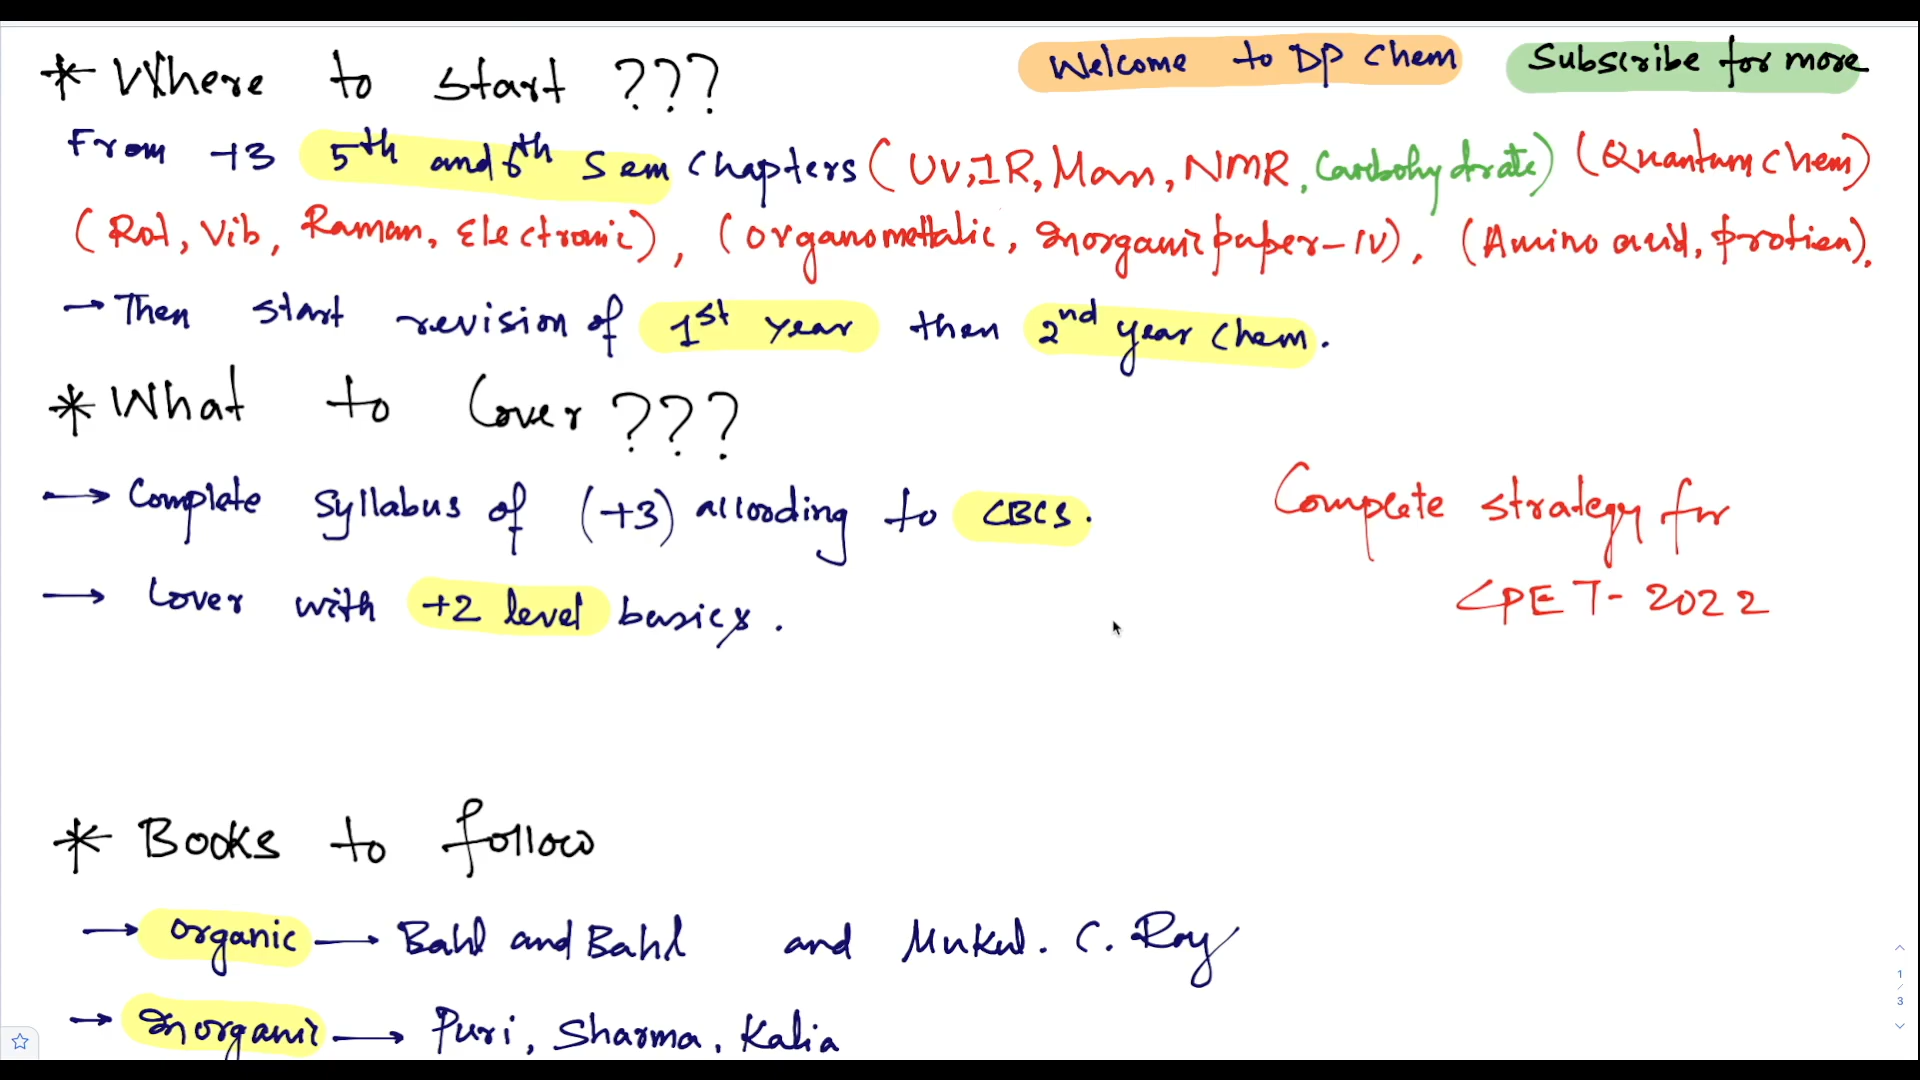 * Where to start ???
Welcome to DP Chem
Subscribe for more
From +3 5th and 6th Sem Chapters (UV, IR, Mass, NMR, Carbohydrate) (Quantum Chem)
(Rot, Vib, Raman, Electronic), (Organomettalic, Inorganic paper-IV), (Amino acid, protien).
→ Then start revision of 1st year then 2nd year Chem.
* What to Cover ???
→ Complete Syllabus of (+3) accroding to CBCS.
→ Cover with +2 level basics.
Complete strategy for
CPET-2022
* Books to follow
→ Organic → Bahl and Bahl and Mukul. C. Roy
→ Inorganic → Puri, Sharma, Kalia
1
/
3